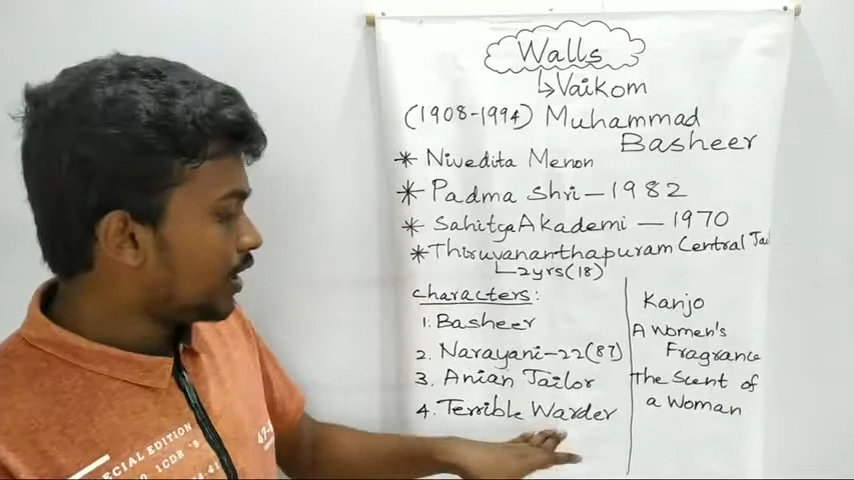 Walls
↳Vaikom
(1908-1994) Muhammad
Basheer
* Nivedita Menon
* Padma Shri - 1982
* Sahitya Akademi - 1970
* Thiruvananthapuram Central Jail
↳2yrs (18)
Characters:
1. Basheer
2. Narayani-22 (87)
3. Anian Jailor
4. Terrible Warder
Kanjo
A Women's
Fragrance
The Scent of
a Woman
SPECIAL EDITION